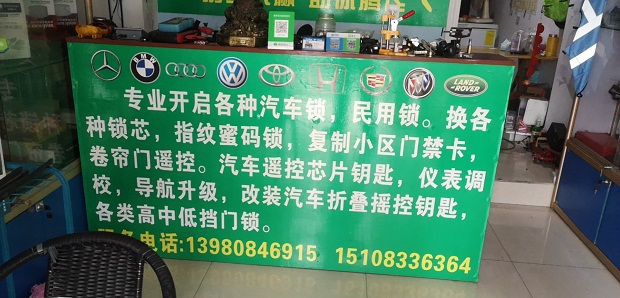 BMW
LAND ROVER
专业开启各种汽车锁，民用锁。换各
种锁芯，指纹蜜码锁，复制小区门禁卡，
卷帘门遥控。汽车遥控芯片钥匙，仪表调
校，导航升级，改装汽车折叠摇控钥匙，
各类高中低挡门锁。
服务电话:13980846915 15108336364